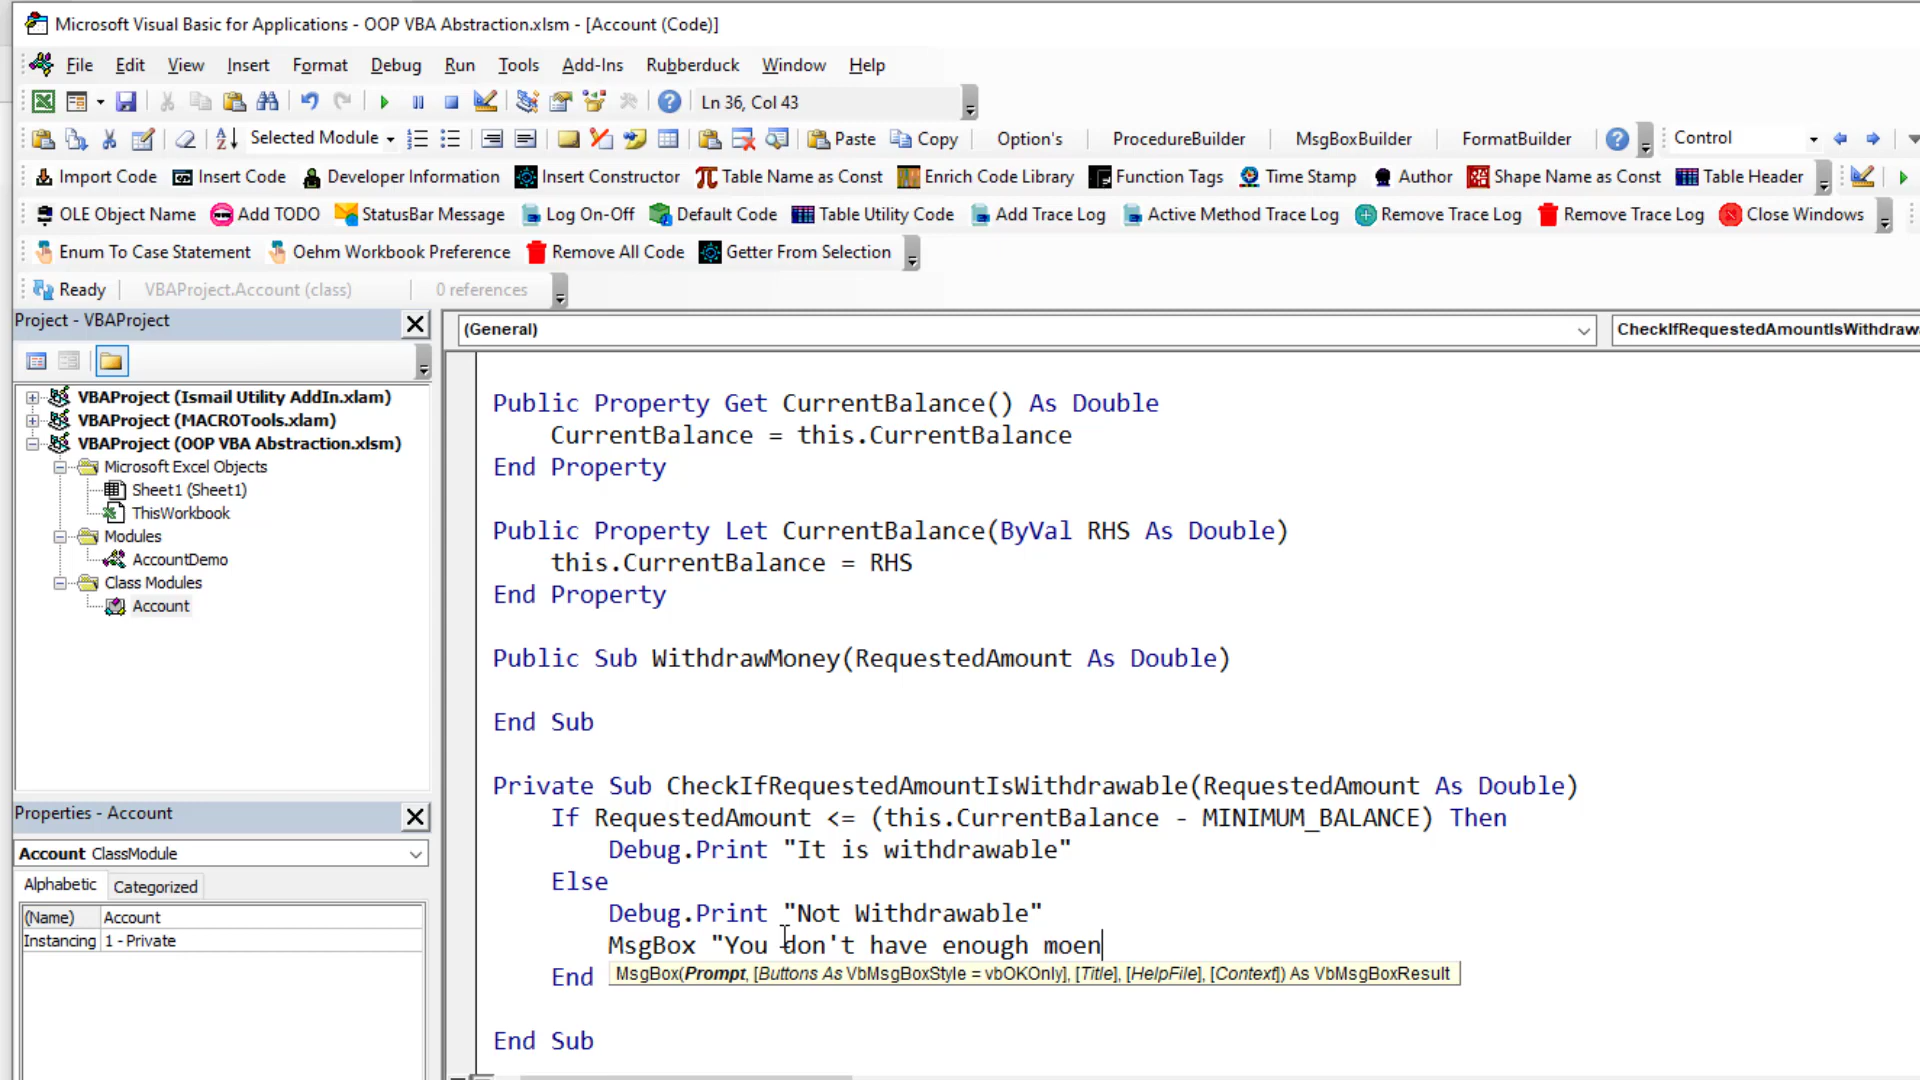 Microsoft Visual Basic for Applications - OOP VBA Abstraction.xlsm - [Account (Code)]
File Edit View Insert Format Debug Run Tools Add-Ins Rubberduck Window Help
Ln 36, Col 43
Selected Module Paste Copy Option's ProcedureBuilder MsgBoxBuilder FormatBuilder Control
Import Code Insert Code Developer Information Insert Constructor Table Name as Const Enrich Code Library Function Tags Time Stamp Author Shape Name as Const Table Header
OLE Object Name Add TODO StatusBar Message Log On-Off Default Code Table Utility Code Add Trace Log Active Method Trace Log Remove Trace Log Remove Trace Log Close Windows
Enum To Case Statement Oehm Workbook Preference Remove All Code Getter From Selection
Ready VBAProject.Account (class) 0 references
Project - VBAProject
VBAProject (Ismail Utility AddIn.xlam)
VBAProject (MACROTools.xlam)
VBAProject (OOP VBA Abstraction.xlsm)
Microsoft Excel Objects
Sheet1 (Sheet1)
ThisWorkbook
Modules
AccountDemo
Class Modules
Account
Properties - Account
Account ClassModule
Alphabetic Categorized
(Name) Account
Instancing 1 - Private
(General) CheckIfRequestedAmountIsWithdrawa
Public Property Get CurrentBalance() As Double
CurrentBalance = this.CurrentBalance
End Property
Public Property Let CurrentBalance(ByVal RHS As Double)
this.CurrentBalance = RHS
End Property
Public Sub WithdrawMoney(RequestedAmount As Double)
End Sub
Private Sub CheckIfRequestedAmountIsWithdrawable(RequestedAmount As Double)
If RequestedAmount <= (this.CurrentBalance - MINIMUM_BALANCE) Then
Debug.Print "It is withdrawable"
Else
Debug.Print "Not Withdrawable"
MsgBox "You don't have enough moen
End MsgBox(Prompt, [Buttons As VbMsgBoxStyle = vbOKOnly], [Title], [HelpFile], [Context]) As VbMsgBoxResult
End Sub